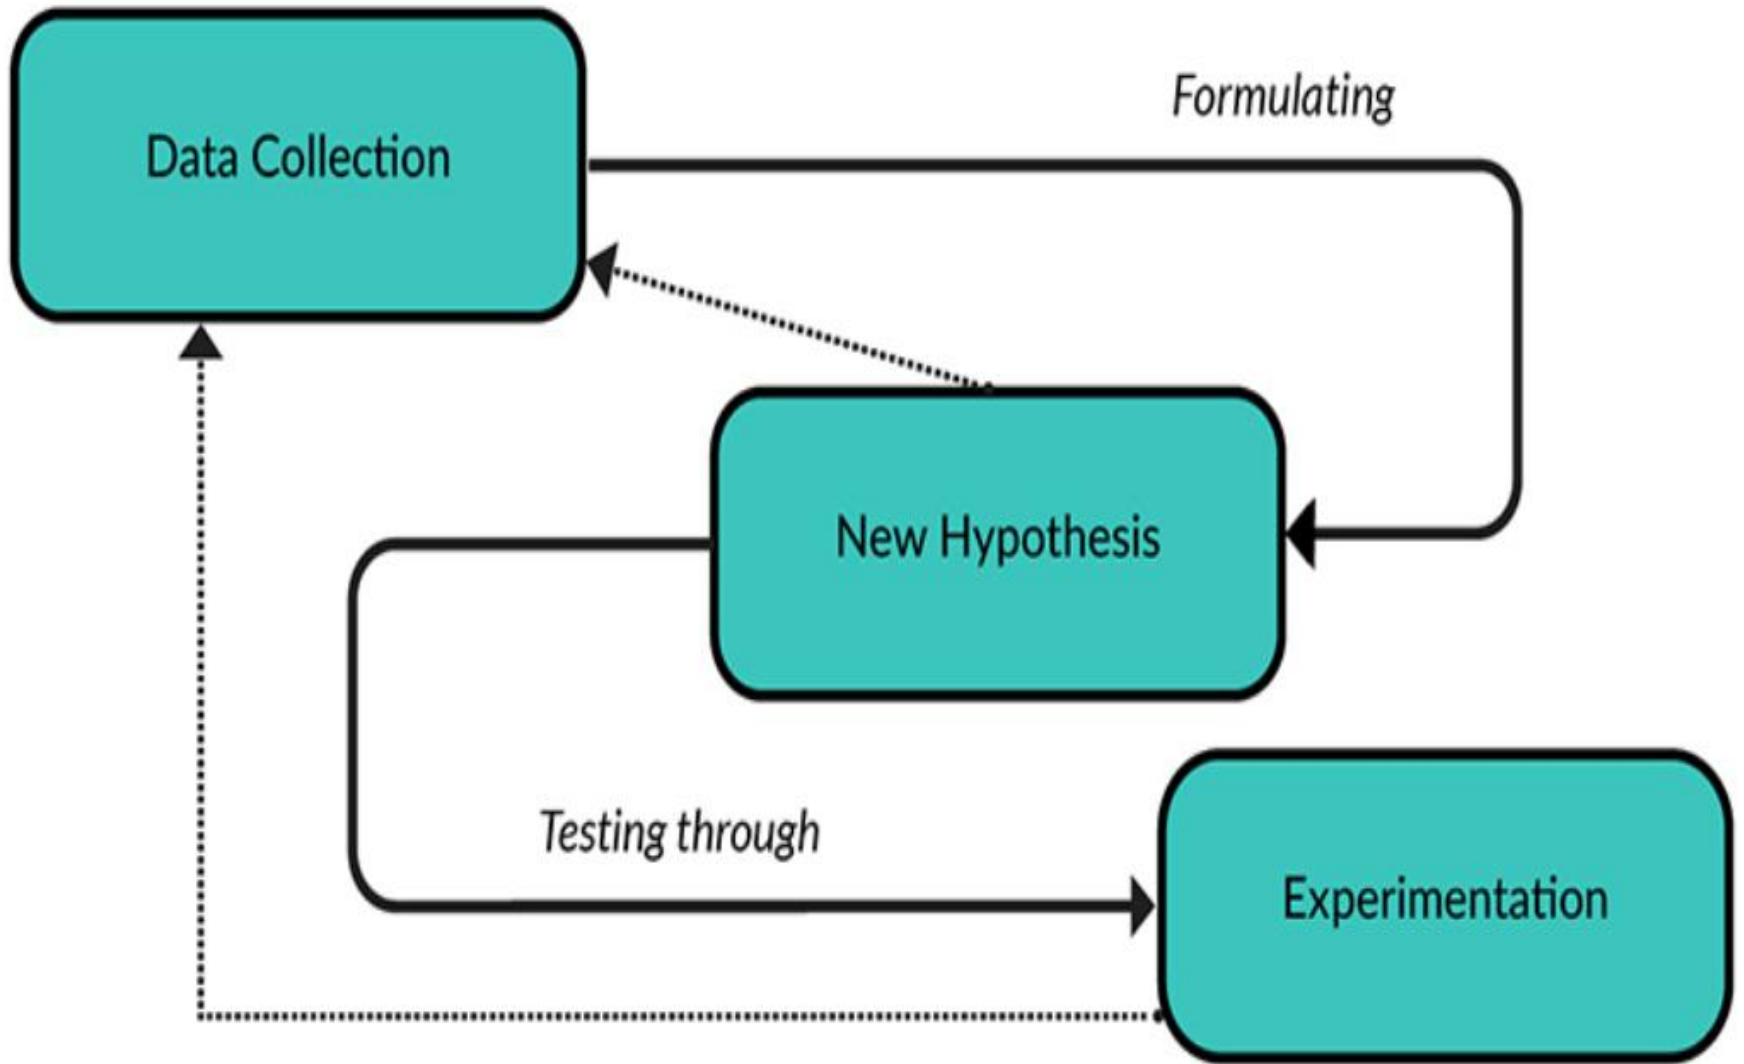 Data Collection
Formulating
New Hypothesis
Testing through
Experimentation